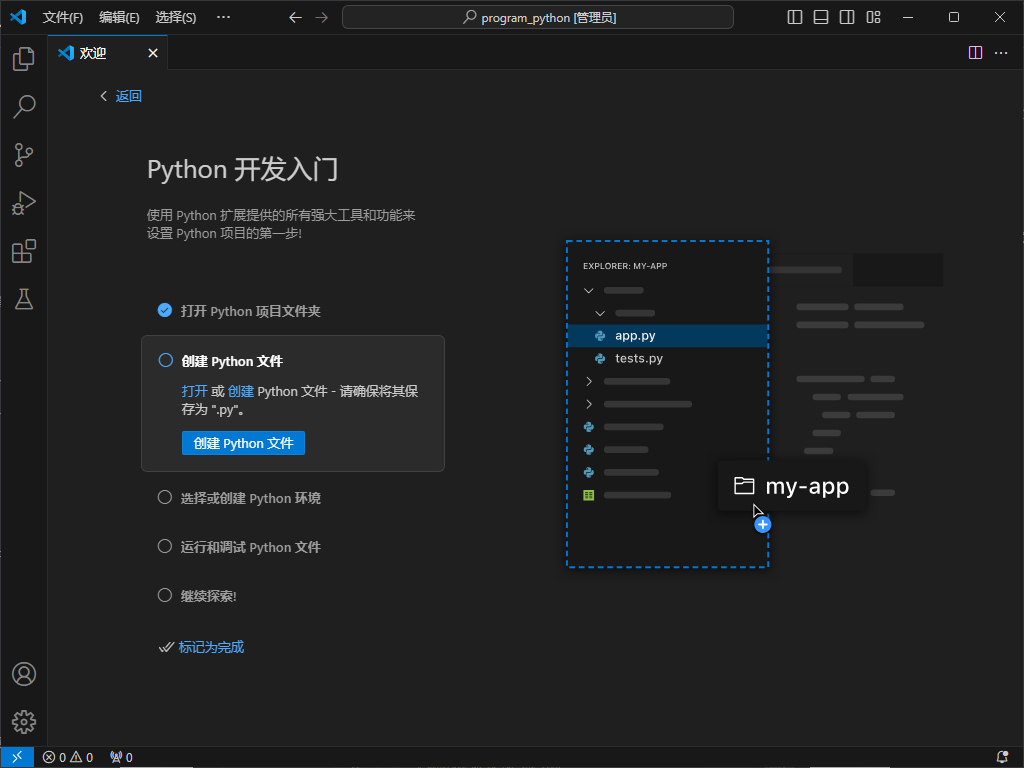 文件(F) 编辑(E) 选择(S) ··· program_python [管理员]
欢迎
返回
Python 开发入门
使用 Python 扩展提供的所有强大工具和功能来
设置 Python 项目的第一步!
打开 Python 项目文件夹
创建 Python 文件
打开 或 创建 Python 文件 - 请确保将其保
存为 ".py"。
创建 Python 文件
选择或创建 Python 环境
运行和调试 Python 文件
继续探索!
标记为完成
EXPLORER: MY-APP
app.py
tests.py
my-app
0 0 0